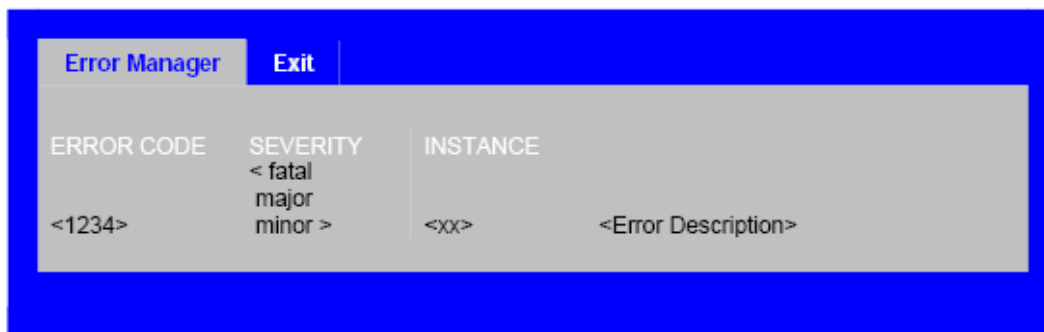 Error Manager Exit
ERROR CODE SEVERITY INSTANCE
< fatal
major
<1234> minor > <xx> <Error Description>